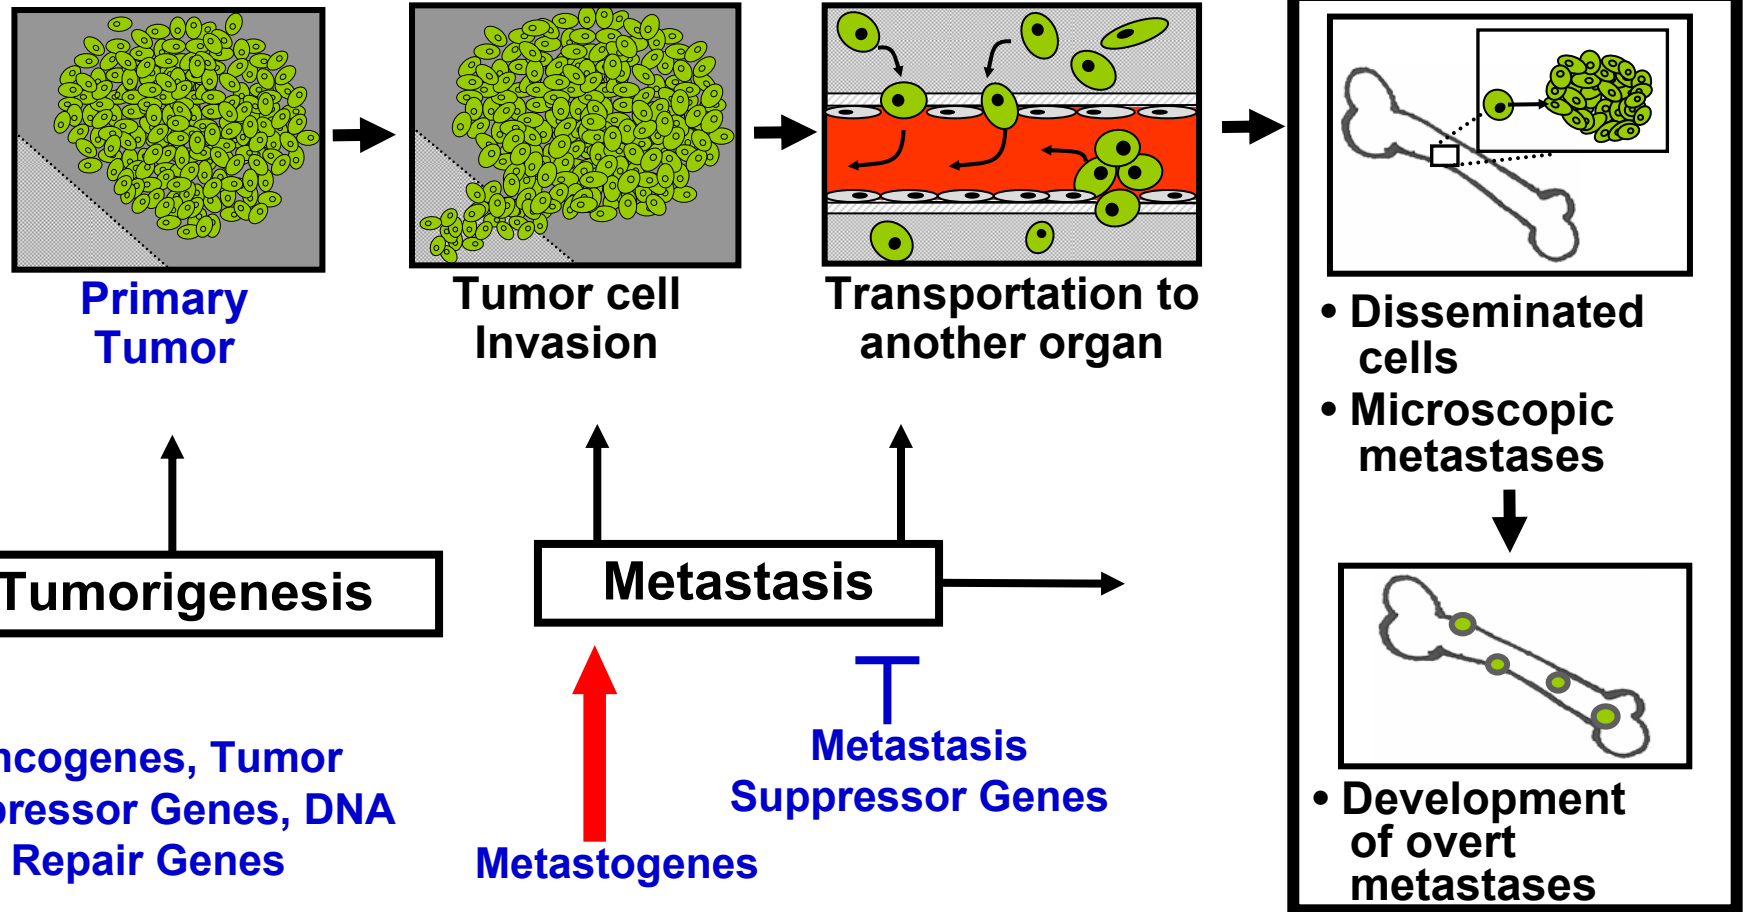 Primary
Tumor
Tumor cell
Invasion
Transportation to
another organ
• Disseminated
cells
• Microscopic
metastases
Tumorigenesis
Metastasis
ncogenes, Tumor
pressor Genes, DNA
Repair Genes
Metastogenes
Metastasis
Suppressor Genes
• Development
of overt
metastases